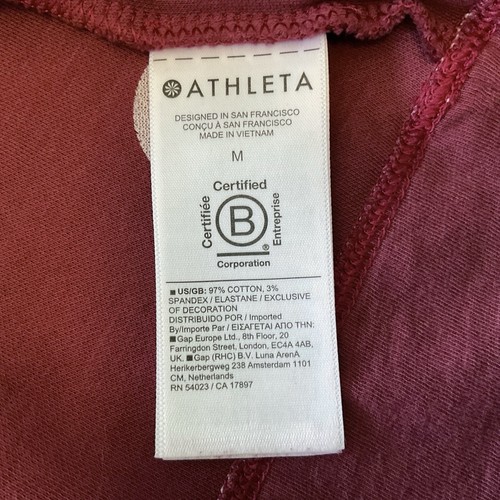 ATHLETA
DESIGNED IN SAN FRANCISCO
CONÇU À SAN FRANCISCO
MADE IN VIETNAM
M
Certified
Certifiée
B
Entreprise
®
Corporation
US/GB: 97% COTTON, 3%
SPANDEX / ELASTANE / EXCLUSIVE
OF DECORATION
DISTRIBUIDO POR / Imported
By/Importe Par / ΕΙΣΑΓΕΤΑΙ ΑΠΟ ΤΗΝ:
Gap Europe Ltd., 8th Floor, 20
Farringdon Street, London, EC4A 4AB,
UK. Gap (RHC) B.V. Luna ArenA
Herikerbergweg 238 Amsterdam 1101
CM, Netherlands
RN 54023 / CA 17897